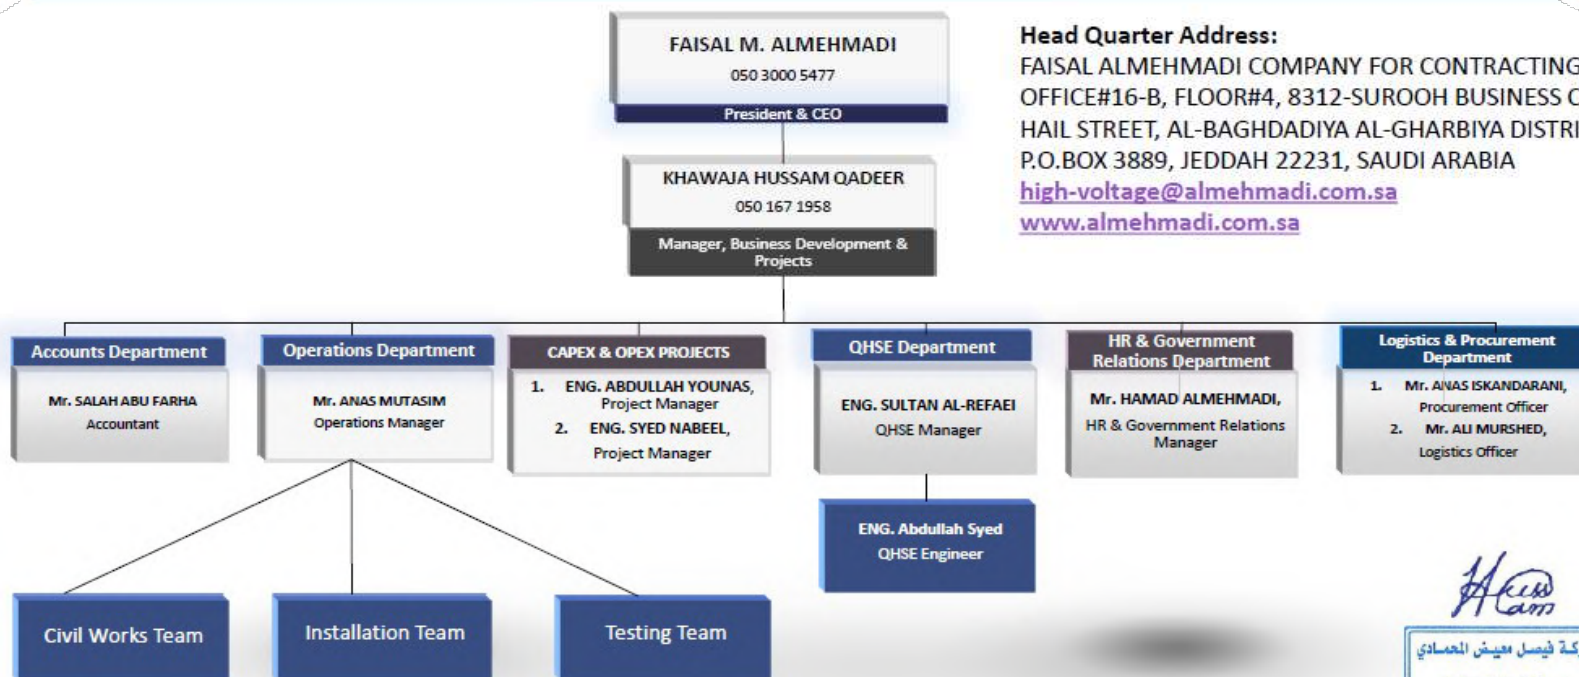 FAISAL M. ALMEHMADI
050 3000 5477
President & CEO
Head Quarter Address:
FAISAL ALMEHMADI COMPANY FOR CONTRACTING
OFFICE#16-B, FLOOR#4, 8312-SUROOH BUSINESS
HAIL STREET, AL-BAGHDADIYA AL-GHARBIYA DISTRI
P.O.BOX 3889, JEDDAH 22231, SAUDI ARABIA
high-voltage@almehmadi.com.sa
www.almehmadi.com.sa
KHAWAJA HUSSAM QADEER
050 167 1958
Manager, Business Development &
Projects
Accounts Department
Mr. SALAH ABU FARHA
Accountant
Operations Department
Mr. ANAS MUTASIM
Operations Manager
CAPEX & OPEX PROJECTS
1. ENG. ABDULLAH YOUNAS,
Project Manager
2. ENG. SYED NABEEL,
Project Manager
QHSE Department
ENG. SULTAN AL-REFAEI
QHSE Manager
ENG. Abdullah Syed
QHSE Engineer
HR & Government
Relations Department
Mr. HAMAD ALMEHMADI,
HR & Government Relations
Manager
Logistics & Procurement
Department
1. Mr. ANAS ISKANDARANI,
Procurement Officer
2. Mr. ALI MURSHED,
Logistics Officer
Civil Works Team
Installation Team
Testing Team
Huss
am
فيصل معيض المحمادي